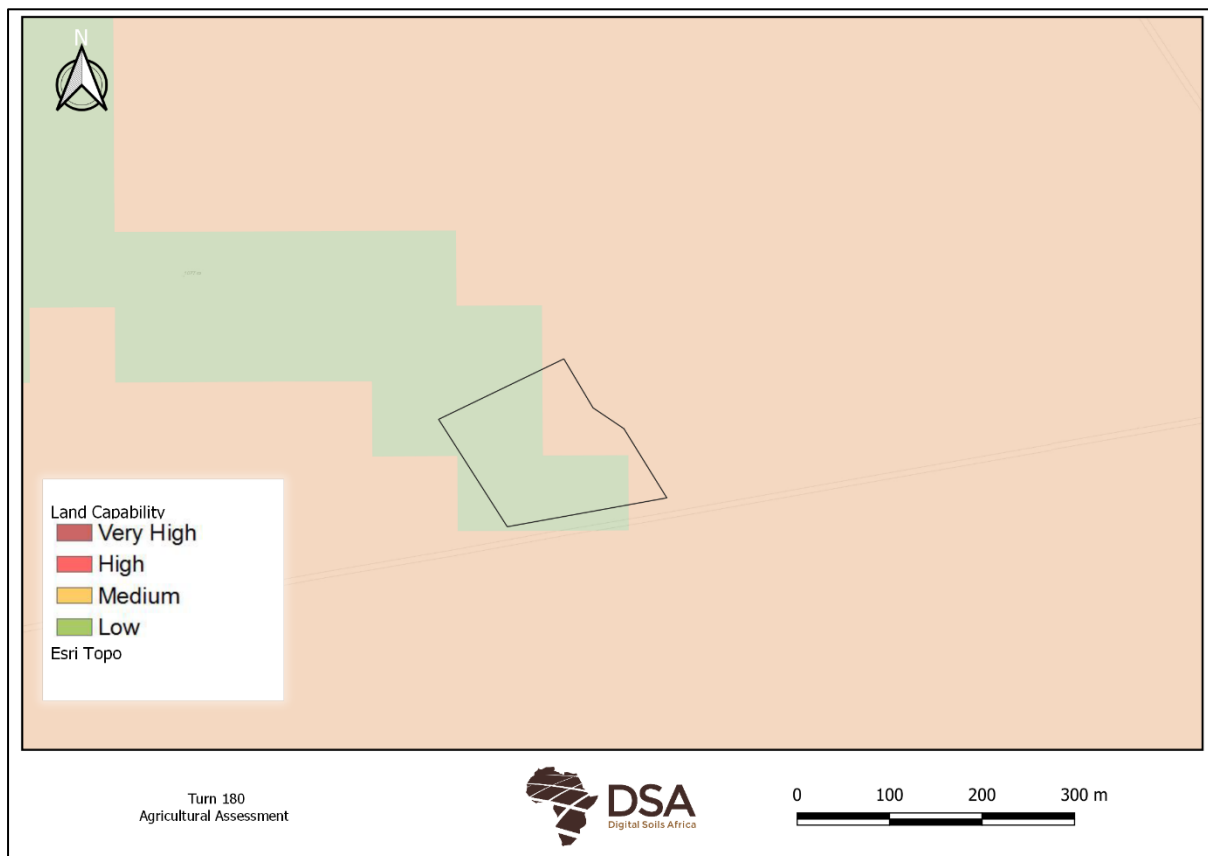 N
Land Capability
Very High
High
Medium
Low
Esri Topo
Turn 180
Agricultural Assessment
DSA
Digital Soils Africa
0 100 200 300 m